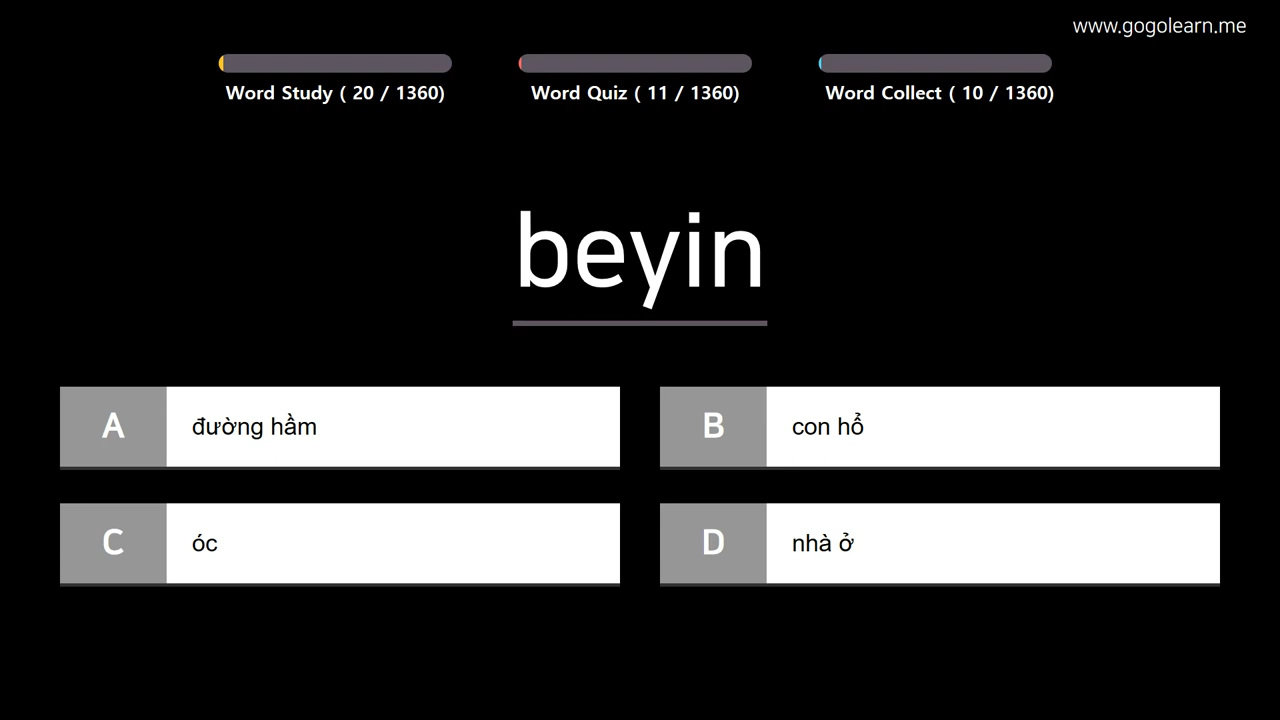 www.gogolearn.me
Word Study ( 20 / 1360)
Word Quiz ( 11 / 1360)
Word Collect ( 10 / 1360)
beyin
A
đường hầm
B
con hổ
C
óc
D
nhà ở